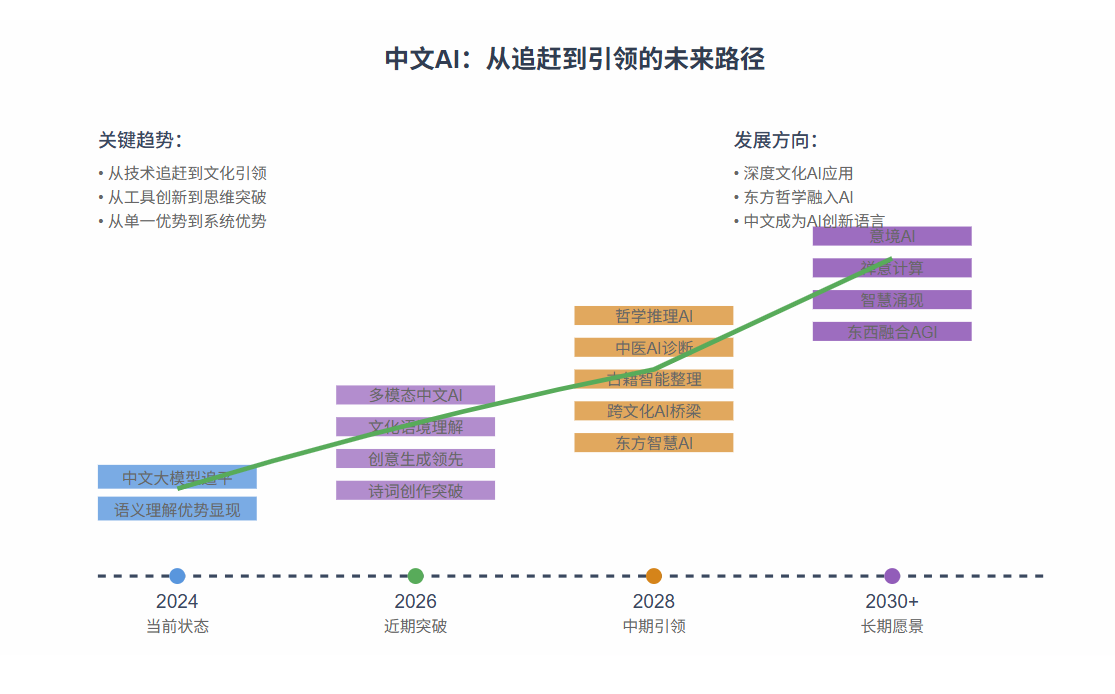 中文AI：从追赶到引领的未来路径
关键趋势：
• 从技术追赶到文化引领
• 从工具创新到思维突破
• 从单一优势到系统优势
发展方向：
• 深度文化AI应用
• 东方哲学融入AI
• 中文成为AI创新语言
中文大模型追平
语义理解优势显现
多模态中文AI
文化语境理解
创意生成领先
诗词创作突破
哲学推理AI
中医AI诊断
古籍智能整理
跨文化AI桥梁
东方智慧AI
意境AI
禅意计算
智慧涌现
东西融合AGI
2024
当前状态
2026
近期突破
2028
中期引领
2030+
长期愿景